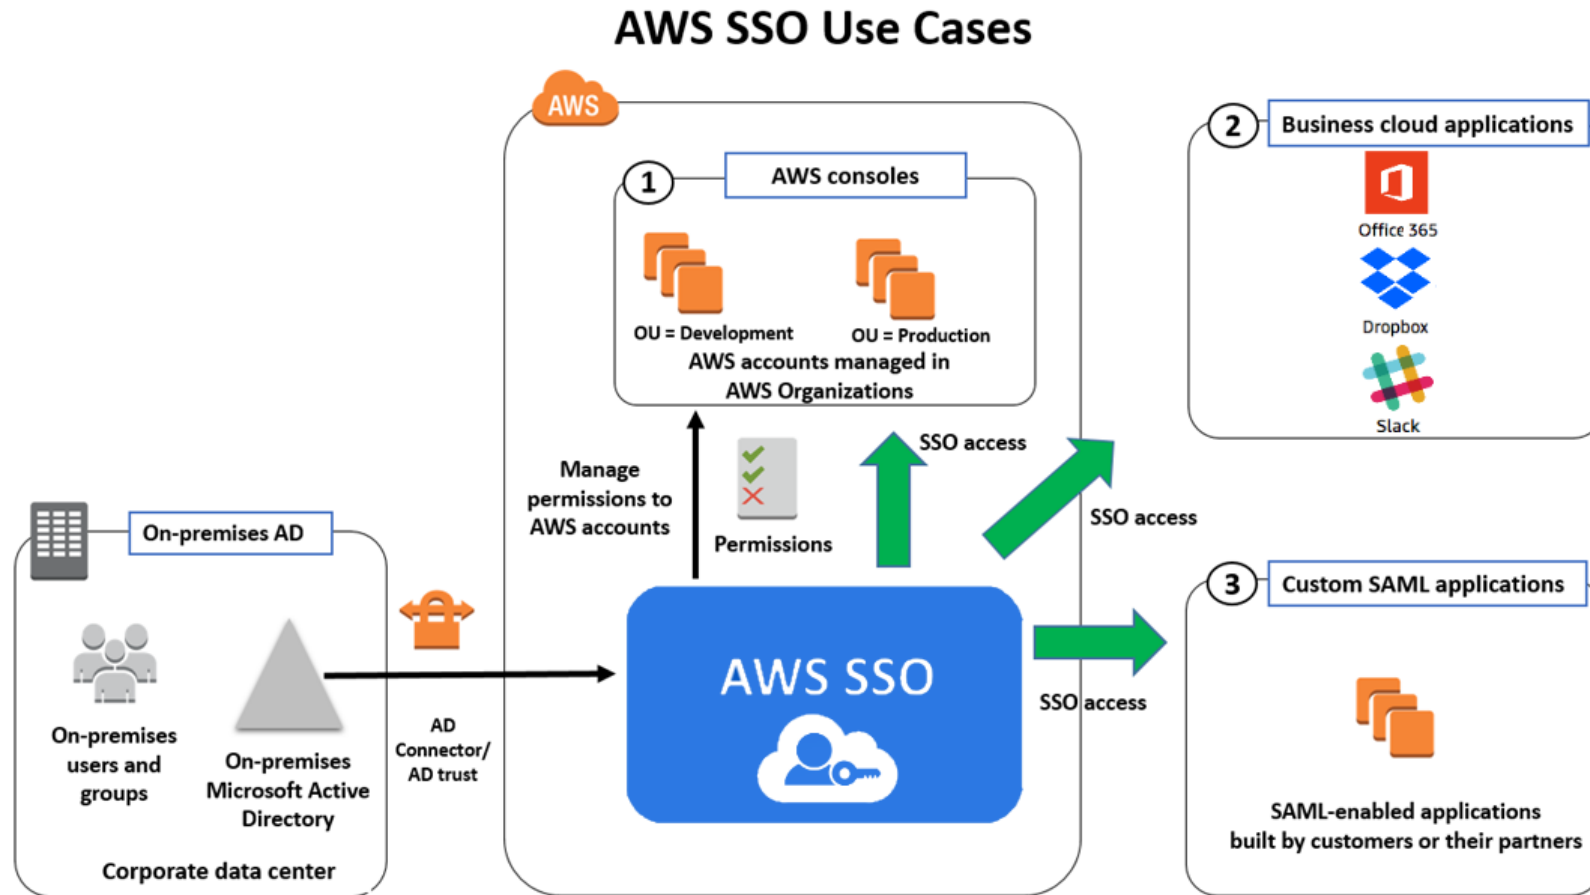 AWS SSO Use Cases
AWS
1
AWS consoles
OU = Development
OU = Production
AWS accounts managed in
AWS Organizations
2
Business cloud applications
Office 365
Dropbox
Slack
Manage
permissions to
AWS accounts
Permissions
SSO access
SSO access
On-premises AD
On-premises
users and
groups
On-premises
Microsoft Active
Directory
Corporate data center
AD
Connector/
AD trust
AWS SSO
SSO access
3
Custom SAML applications
SAML-enabled applications
built by customers or their partners